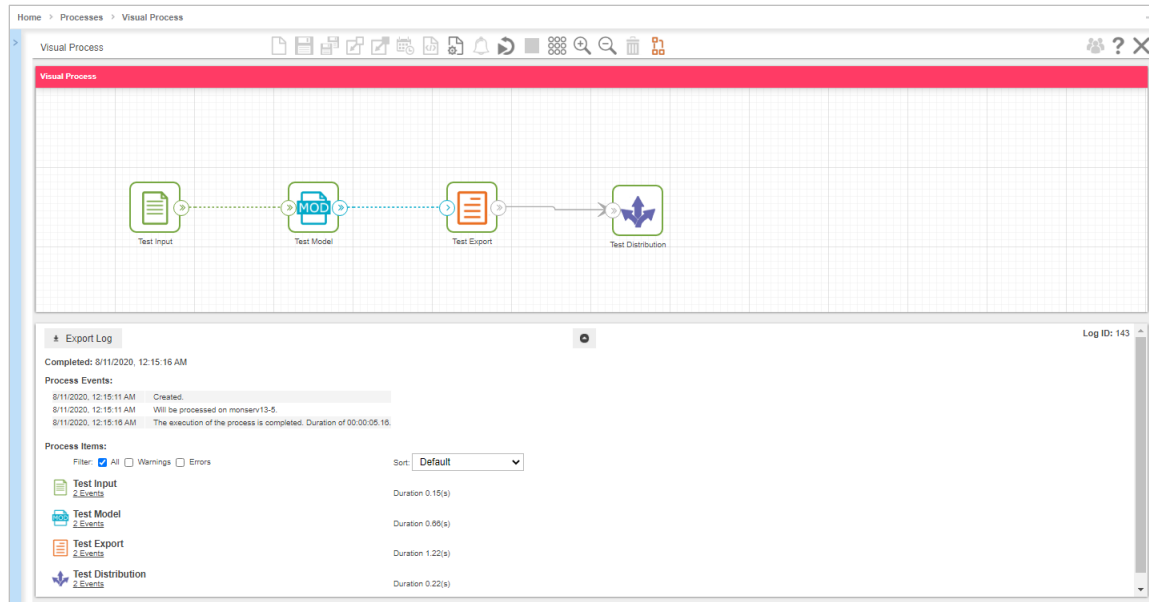 Home > Processes > Visual Process
Visual Process
Visual Process
MOD
Test Input
Test Model
Test Export
Test Distribution
Export Log
Log ID: 143
Completed: 8/11/2020, 12:15:16 AM
Process Events:
8/11/2020, 12:15:11 AM Created.
8/11/2020, 12:15:11 AM Will be processed on monserv13-5.
8/11/2020, 12:15:16 AM The execution of the process is completed. Duration of 00:00:05.16.
Process Items:
Filter: All Warnings Errors Sort: Default
Test Input
2 Events Duration 0.15(s)
MOD Test Model
2 Events Duration 0.66(s)
Test Export
2 Events Duration 1.22(s)
Test Distribution
2 Events Duration 0.22(s)